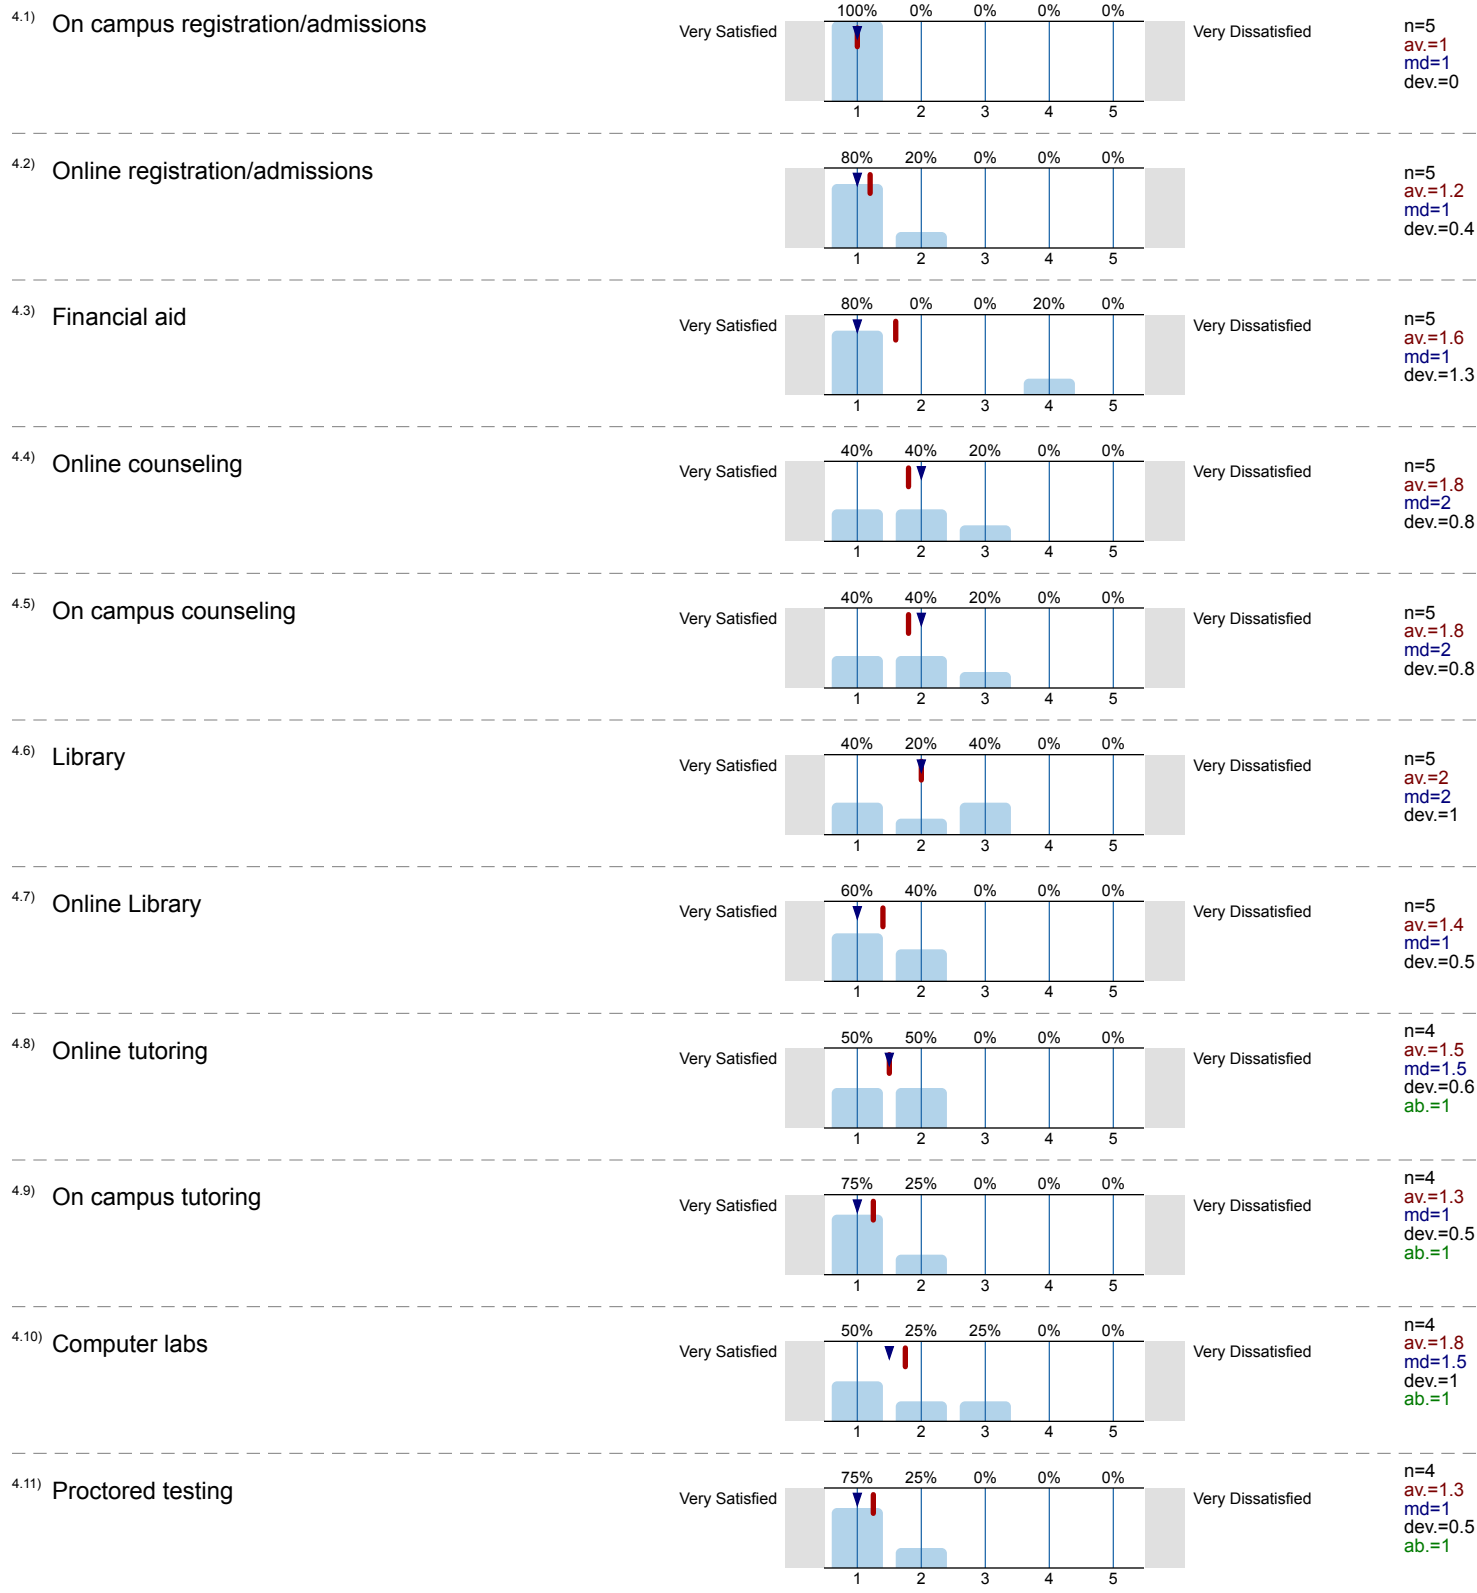 4.1) On campus registration/admissions
100% 0% 0% 0% 0%
Very Satisfied Very Dissatisfied
n=5
av.=1
md=1
dev.=0
1 2 3 4 5
4.2) Online registration/admissions
80% 20% 0% 0% 0%
n=5
av.=1.2
md=1
dev.=0.4
1 2 3 4 5
4.3) Financial aid
80% 0% 0% 20% 0%
Very Satisfied Very Dissatisfied
n=5
av.=1.6
md=1
dev.=1.3
1 2 3 4 5
4.4) Online counseling
40% 40% 20% 0% 0%
Very Satisfied Very Dissatisfied
n=5
av.=1.8
md=2
dev.=0.8
1 2 3 4 5
4.5) On campus counseling
40% 40% 20% 0% 0%
Very Satisfied Very Dissatisfied
n=5
av.=1.8
md=2
dev.=0.8
1 2 3 4 5
4.6) Library
40% 20% 40% 0% 0%
Very Satisfied Very Dissatisfied
n=5
av.=2
md=2
dev.=1
1 2 3 4 5
4.7) Online Library
60% 40% 0% 0% 0%
Very Satisfied Very Dissatisfied
n=5
av.=1.4
md=1
dev.=0.5
1 2 3 4 5
4.8) Online tutoring
50% 50% 0% 0% 0%
Very Satisfied Very Dissatisfied
n=4
av.=1.5
md=1.5
dev.=0.6
ab.=1
1 2 3 4 5
4.9) On campus tutoring
75% 25% 0% 0% 0%
Very Satisfied Very Dissatisfied
n=4
av.=1.3
md=1
dev.=0.5
ab.=1
1 2 3 4 5
4.10) Computer labs
50% 25% 25% 0% 0%
Very Satisfied Very Dissatisfied
n=4
av.=1.8
md=1.5
dev.=1
ab.=1
1 2 3 4 5
4.11) Proctored testing
75% 25% 0% 0% 0%
Very Satisfied Very Dissatisfied
n=4
av.=1.3
md=1
dev.=0.5
ab.=1
1 2 3 4 5